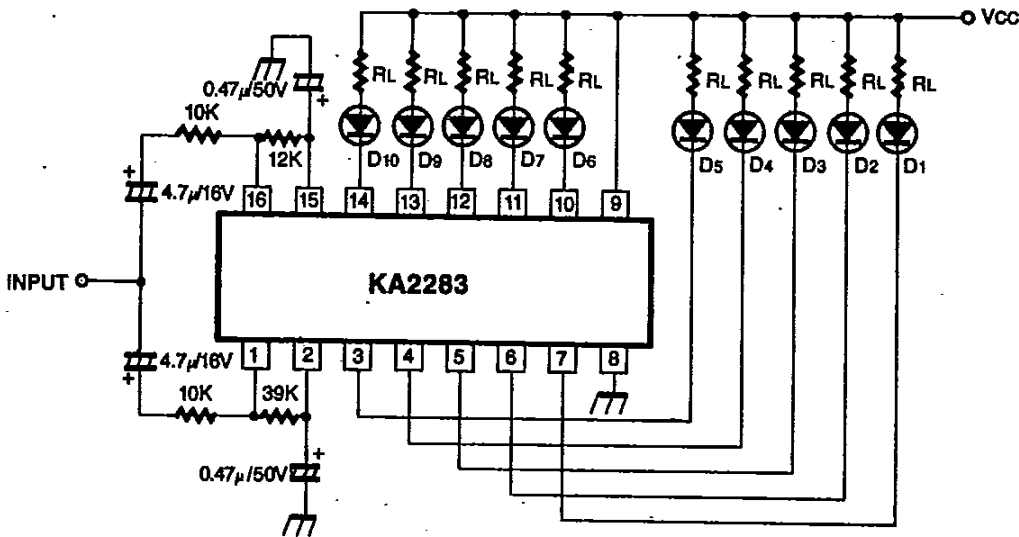 VCC
0.47μ/50V
+
RL RL RL RL RL RL RL RL RL RL
10K
12K
D10 D9 D8 D7 D6 D5 D4 D3 D2 D1
+
4.7μ/16V
16 15 14 13 12 11 10 9
INPUT
KA2283
1 2 3 4 5 6 7 8
4.7μ/16V
+
10K
39K
0.47μ/50V
+